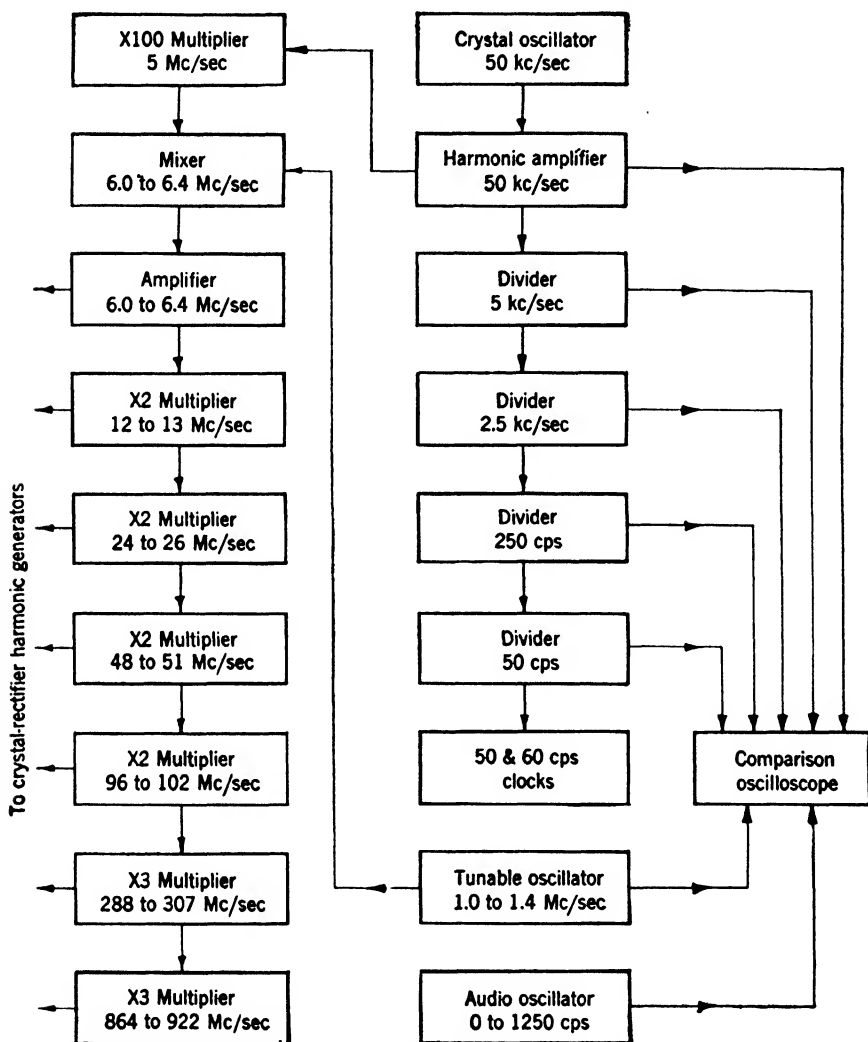 X100 Multiplier
5 Mc/sec
Mixer
6.0 to 6.4 Mc/sec
Amplifier
6.0 to 6.4 Mc/sec
X2 Multiplier
12 to 13 Mc/sec
X2 Multiplier
24 to 26 Mc/sec
X2 Multiplier
48 to 51 Mc/sec
X2 Multiplier
96 to 102 Mc/sec
X3 Multiplier
288 to 307 Mc/sec
X3 Multiplier
864 to 922 Mc/sec
To crystal-rectifier harmonic generators
Crystal oscillator
50 kc/sec
Harmonic amplifier
50 kc/sec
Divider
5 kc/sec
Divider
2.5 kc/sec
Divider
250 cps
Divider
50 cps
50 & 60 cps
clocks
Tunable oscillator
1.0 to 1.4 Mc/sec
Audio oscillator
0 to 1250 cps
Comparison
oscilloscope